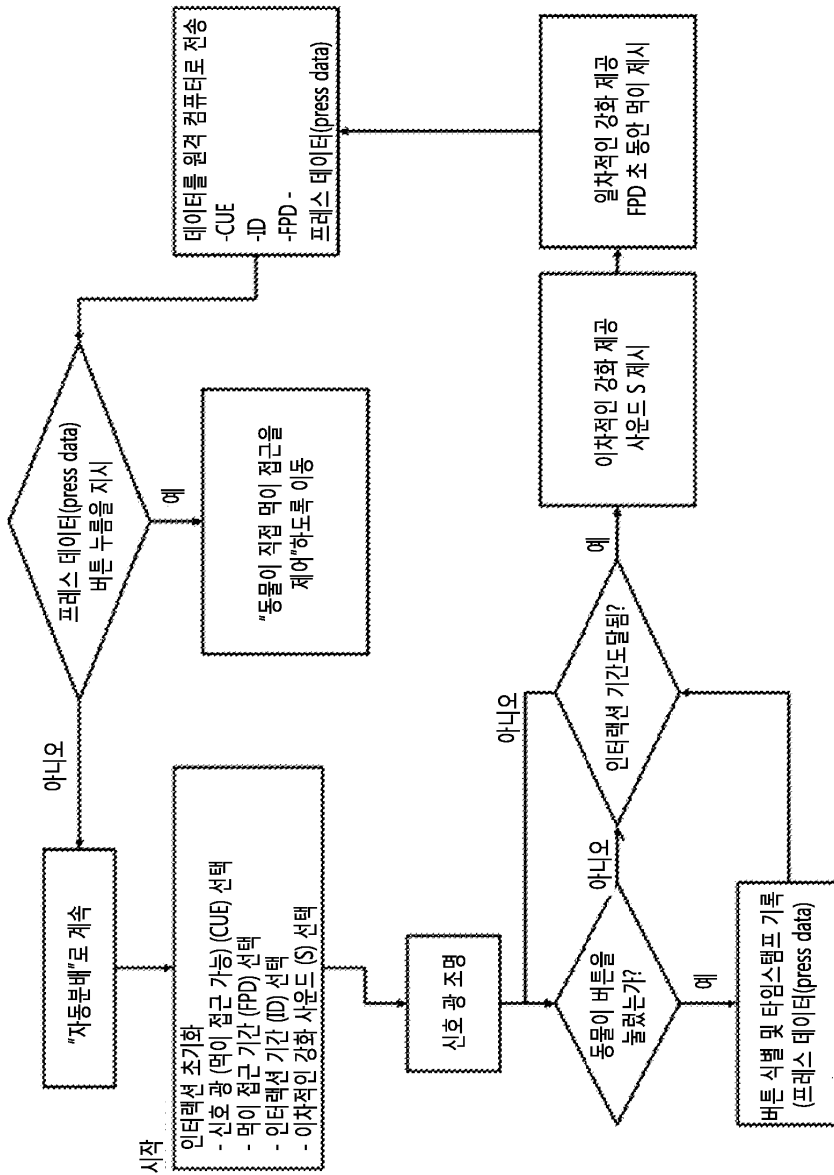 시작
인터랙션 초기화
- 신호 광 (먹이 접근 가능) (CUE) 선택
- 먹이 접근 기간 (FPD) 선택
- 인터랙션 기간 (ID) 선택
- 이차적인 강화 사운드 (S) 선택
신호 광 조명
동물이 버튼을
눌렀는가?
예
버튼 식별 및 타임스탬프 기록
(프레스 데이터(press data)
아니오
인터랙션 기간도달됨?
아니오
예
이차적인 강화 제공
사운드 S 제시
일차적인 강화 제공
FPD 초 동안 먹이 제시
데이터를 원격 컴퓨터로 전송
-CUE
-ID
-FPD -
프레스 데이터(press data)
프레스 데이터(press data)
버튼 누름을 지시
예
"동물이 직접 먹이 접근을
제어"하도록 이동
아니오
"자동분배"로 계속